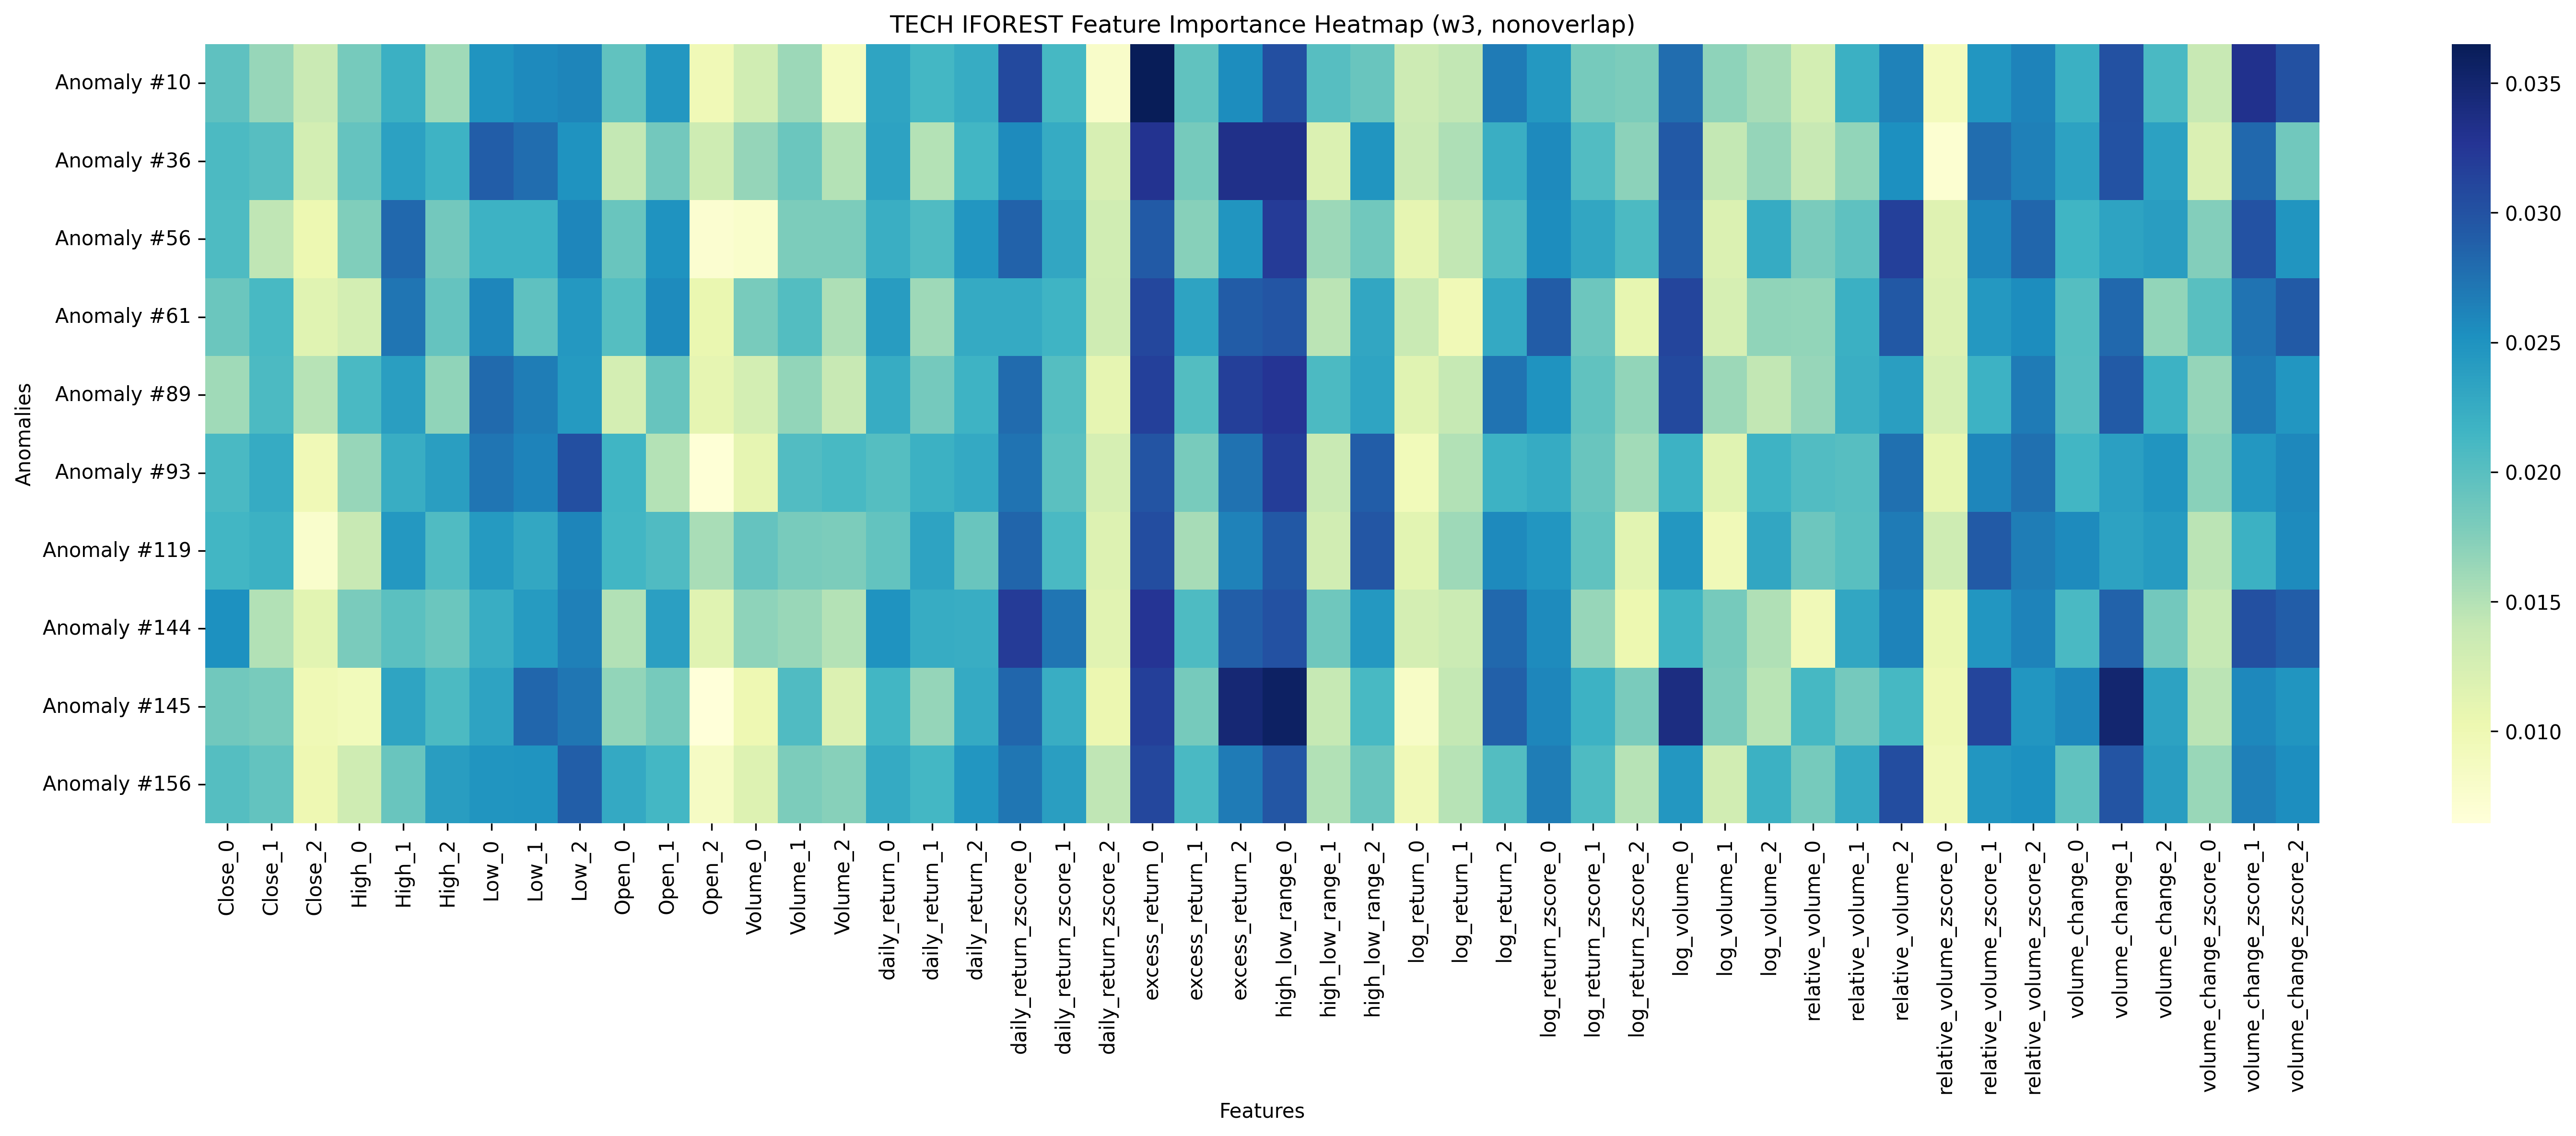 TECH IFOREST Feature Importance Heatmap (w3, nonoverlap)
Anomalies
Anomaly #10
Anomaly #36
Anomaly #56
Anomaly #61
Anomaly #89
Anomaly #93
Anomaly #119
Anomaly #144
Anomaly #145
Anomaly #156
0.035
0.030
0.025
0.020
0.015
0.010
Close_0
Close_1
Close_2
High_0
High_1
High_2
Low_0
Low_1
Low_2
Open_0
Open_1
Open_2
Volume_0
Volume_1
Volume_2
daily_return_0
daily_return_1
daily_return_2
daily_return_zscore_0
daily_return_zscore_1
daily_return_zscore_2
excess_return_0
excess_return_1
excess_return_2
high_low_range_0
high_low_range_1
high_low_range_2
log_return_0
log_return_1
log_return_2
log_return_zscore_0
log_return_zscore_1
log_return_zscore_2
log_volume_0
log_volume_1
log_volume_2
relative_volume_0
relative_volume_1
relative_volume_2
relative_volume_zscore_0
relative_volume_zscore_1
relative_volume_zscore_2
volume_change_0
volume_change_1
volume_change_2
volume_change_zscore_0
volume_change_zscore_1
volume_change_zscore_2
Features